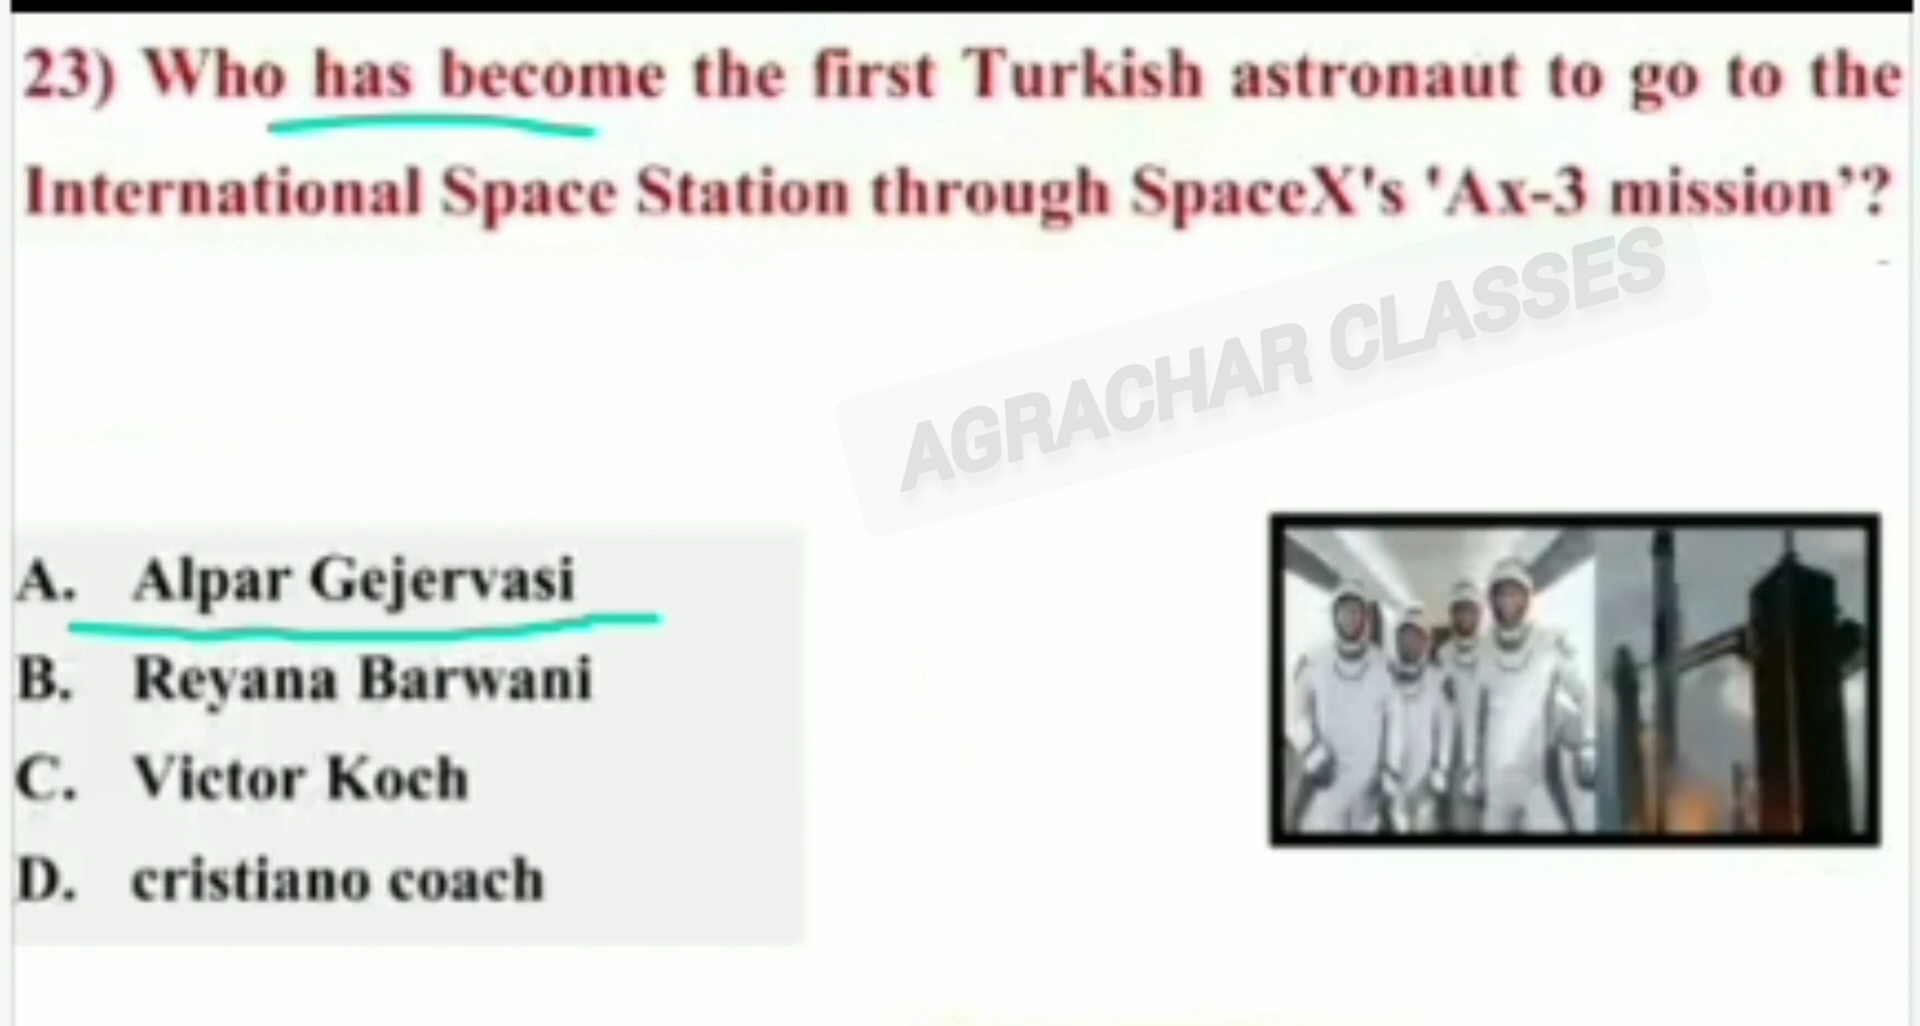 23) Who has become the first Turkish astronaut to go to the
International Space Station through SpaceX's 'Ax-3 mission’?
AGRACHAR CLASSES
A. Alpar Gejervasi
B. Reyana Barwani
C. Victor Koch
D. cristiano coach